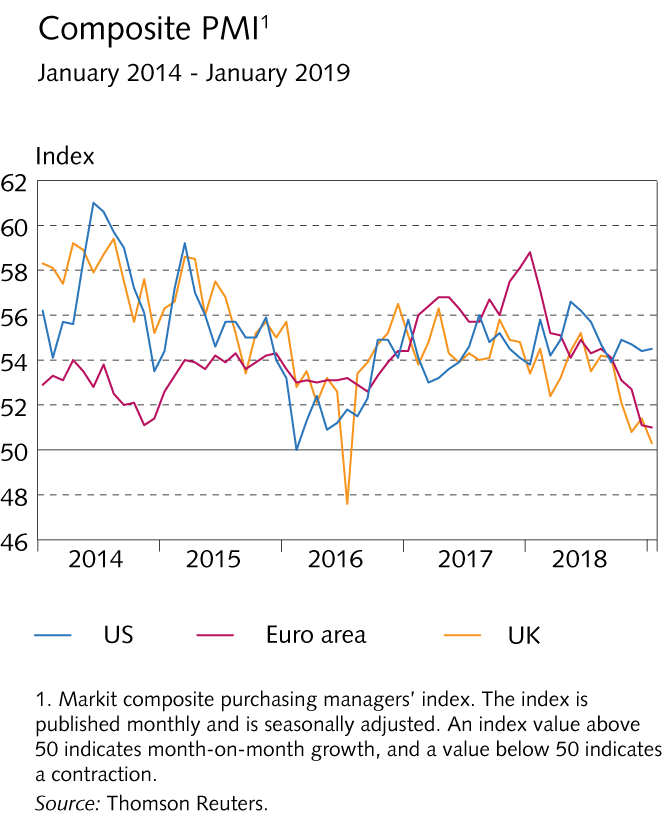 Composite PMI¹
January 2014 - January 2019
Index
62
60
58
56
54
52
50
48
46
2014 2015 2016 2017 2018
US Euro area UK
1. Markit composite purchasing managers’ index. The index is
published monthly and is seasonally adjusted. An index value above
50 indicates month-on-month growth, and a value below 50 indicates
a contraction.
Source: Thomson Reuters.